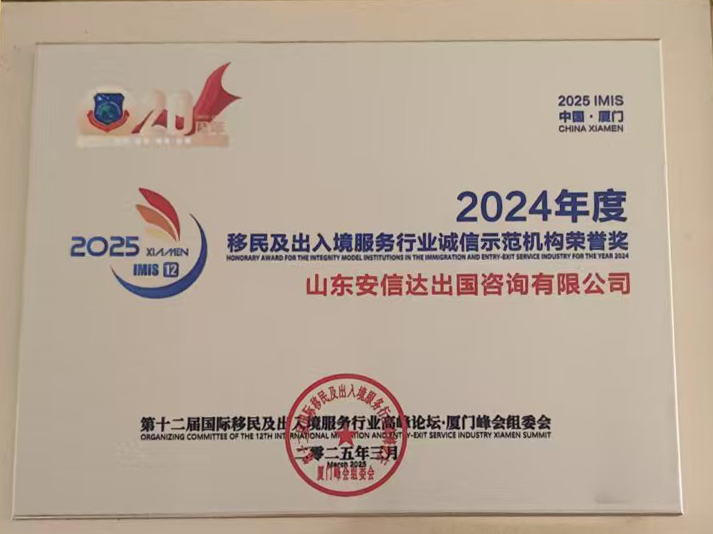 20
周年
2025 IMIS
中国·厦门
CHINA XIAMEN
2024年度
2025 XIAMEN
IMIS 12
移民及出入境服务行业诚信示范机构荣誉奖
HONORARY AWARD FOR THE INTEGRITY MODEL INSTITUTIONS IN THE IMMIGRATION AND ENTRY-EXIT SERVICE INDUSTRY FOR THE YEAR 2024
山东安信达出国咨询有限公司
第十二届国际移民及出入境服务行业高峰论坛·厦门峰会组委会
ORGANIZING COMMITTEE OF THE 12TH INTERNATIONAL MIGRATION AND ENTRY-EXIT SERVICE INDUSTRY XIAMEN SUMMIT
二零二五年三月
March 2025
厦门峰会组委会